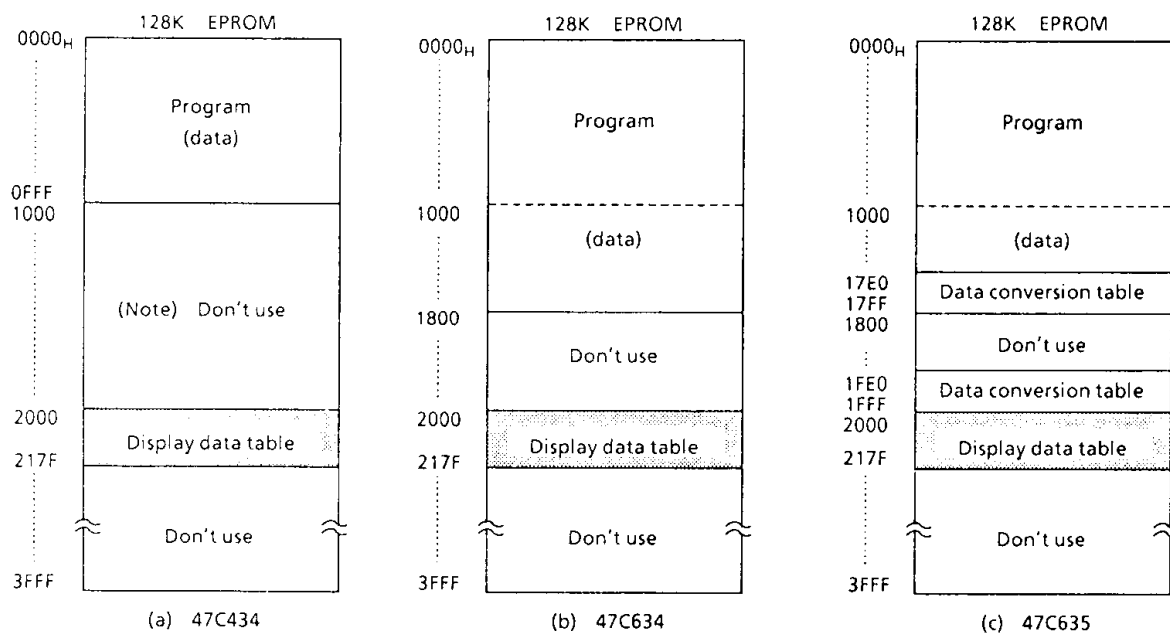 128K EPROM
0000H
Program
(data)
0FFF
1000
(Note) Don't use
2000
Display data table
217F
Don't use
3FFF
(a) 47C434
128K EPROM
0000H
Program
1000
(data)
1800
Don't use
2000
Display data table
217F
Don't use
3FFF
(b) 47C634
128K EPROM
0000H
Program
1000
(data)
17E0
Data conversion table
17FF
1800
Don't use
1FE0
Data conversion table
1FFF
2000
Display data table
217F
Don't use
3FFF
(c) 47C635